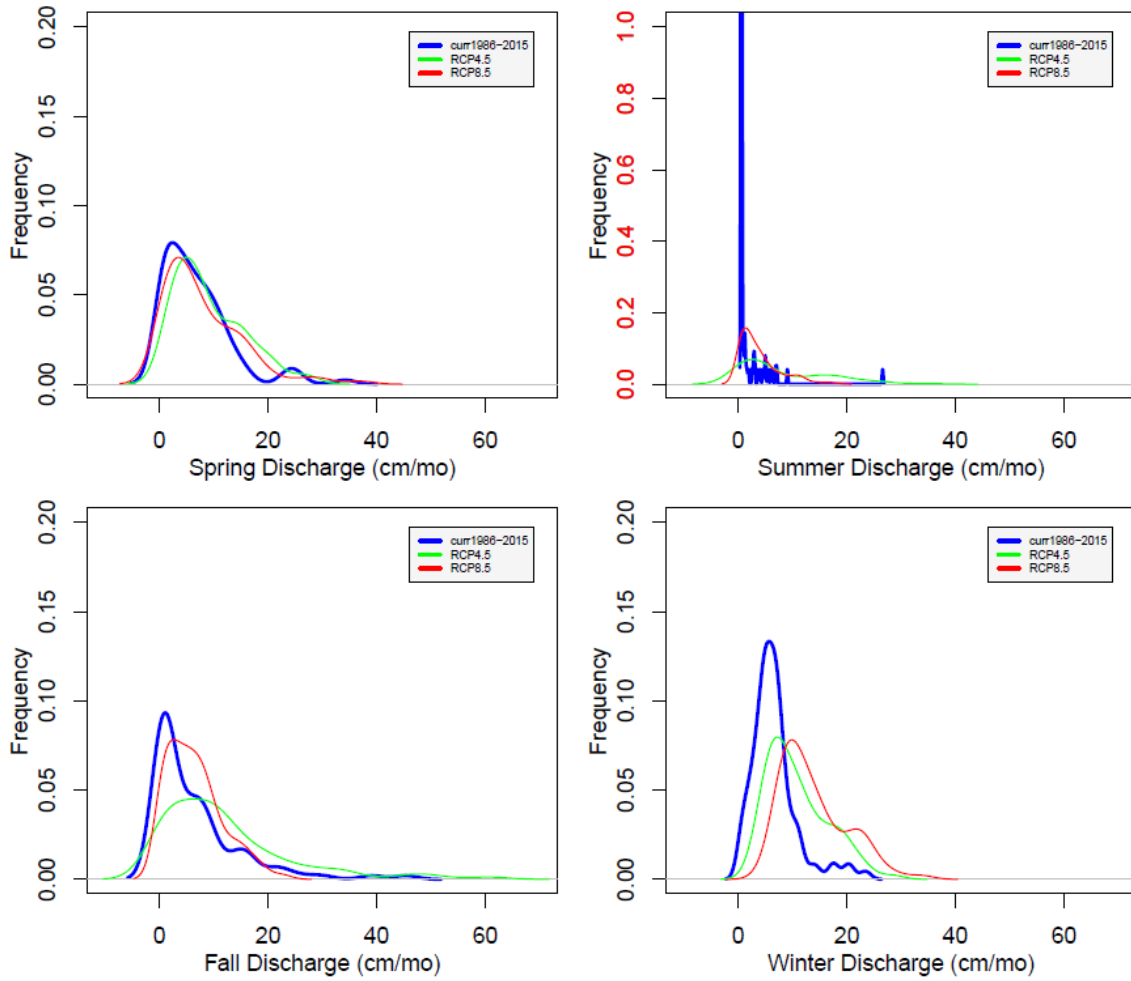 0.20
0.15
0.10
0.05
0.00
Frequency
curr1986−2015
RCP4.5
RCP8.5
0 20 40 60
Spring Discharge (cm/mo)
1.0
0.8
0.6
0.4
0.2
0.0
Frequency
curr1986−2015
RCP4.5
RCP8.5
0 20 40 60
Summer Discharge (cm/mo)
0.20
0.15
0.10
0.05
0.00
Frequency
curr1986−2015
RCP4.5
RCP8.5
0 20 40 60
Fall Discharge (cm/mo)
0.20
0.15
0.10
0.05
0.00
Frequency
curr1986−2015
RCP4.5
RCP8.5
0 20 40 60
Winter Discharge (cm/mo)